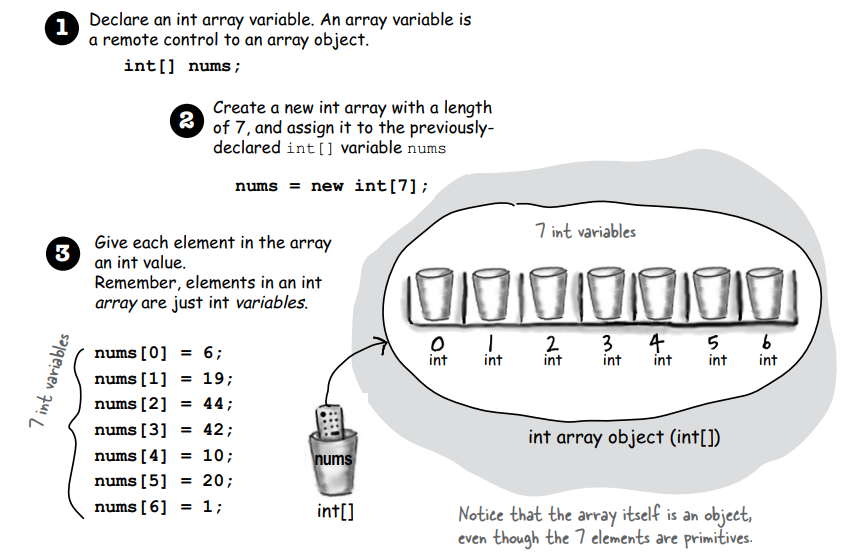 1 Declare an int array variable. An array variable is
a remote control to an array object.
int[] nums;
2 Create a new int array with a length
of 7, and assign it to the previously-
declared int[] variable nums
nums = new int[7];
3 Give each element in the array
an int value.
Remember, elements in an int
array are just int variables.
7 int variables
nums[0] = 6;
nums[1] = 19;
nums[2] = 44;
nums[3] = 42;
nums[4] = 10;
nums[5] = 20;
nums[6] = 1;
nums
int[]
7 int variables
0 1 2 3 4 5 6
int int int int int int int
int array object (int[])
Notice that the array itself is an object,
even though the 7 elements are primitives.